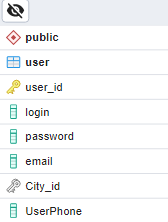 public
user
user_id
login
password
email
City_id
UserPhone